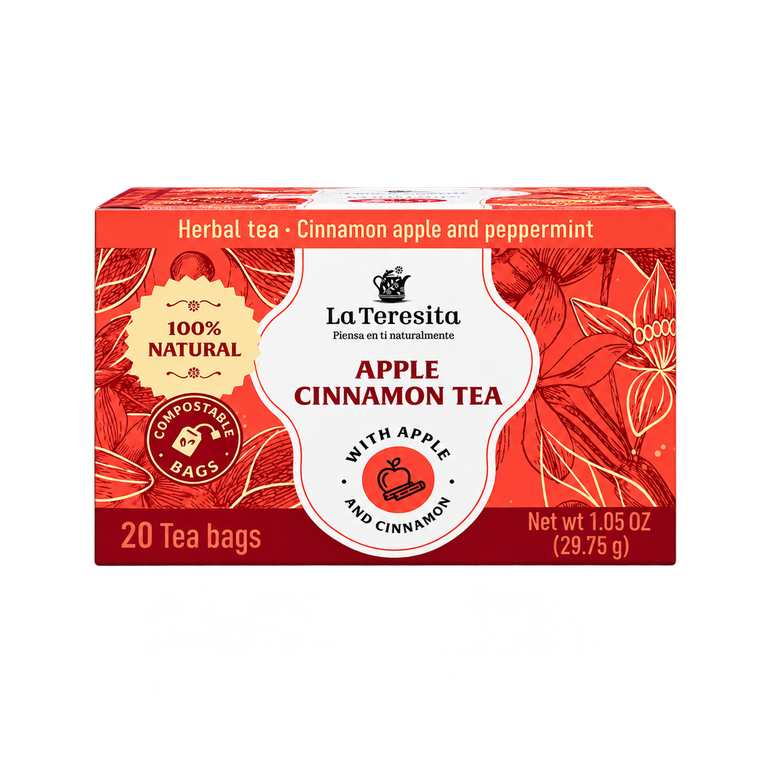 Herbal tea • Cinnamon apple and peppermint
La Teresita
Piensa en ti naturalmente
100%
NATURAL
APPLE
CINNAMON TEA
COMPOSTABLE
• BAGS •
WITH APPLE
• AND CINNAMON •
20 Tea bags
Net wt 1.05 OZ
(29.75 g)